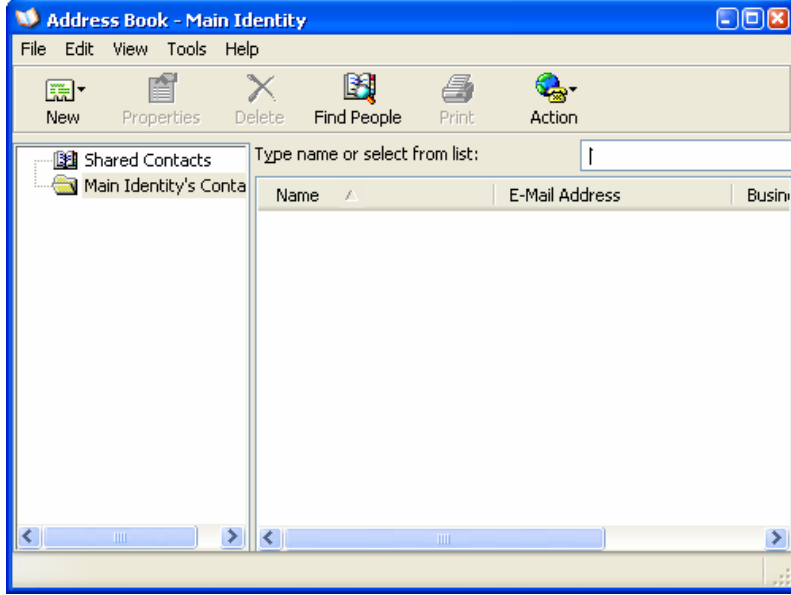 Address Book - Main Identity
File Edit View Tools Help
New Properties Delete Find People Print Action
Shared Contacts
Main Identity's Conta
Type name or select from list:
Name E-Mail Address Busin